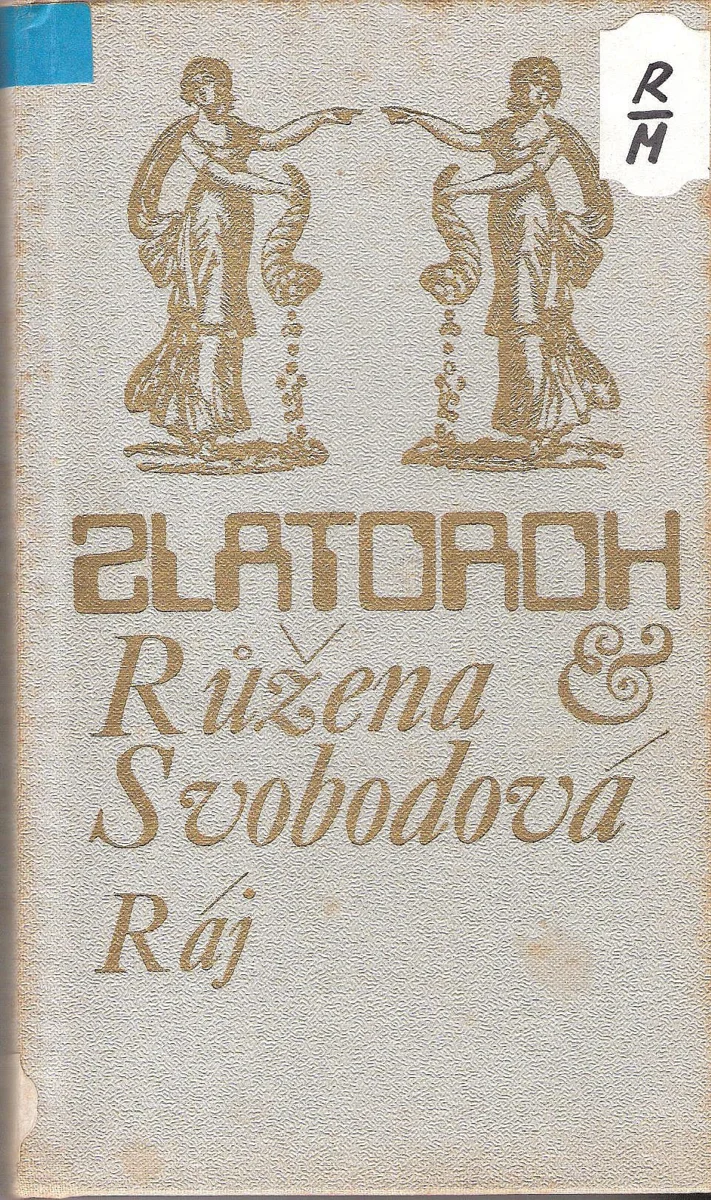 R
M
ZLATOROH
Růžena &
Svobodová
Ráj